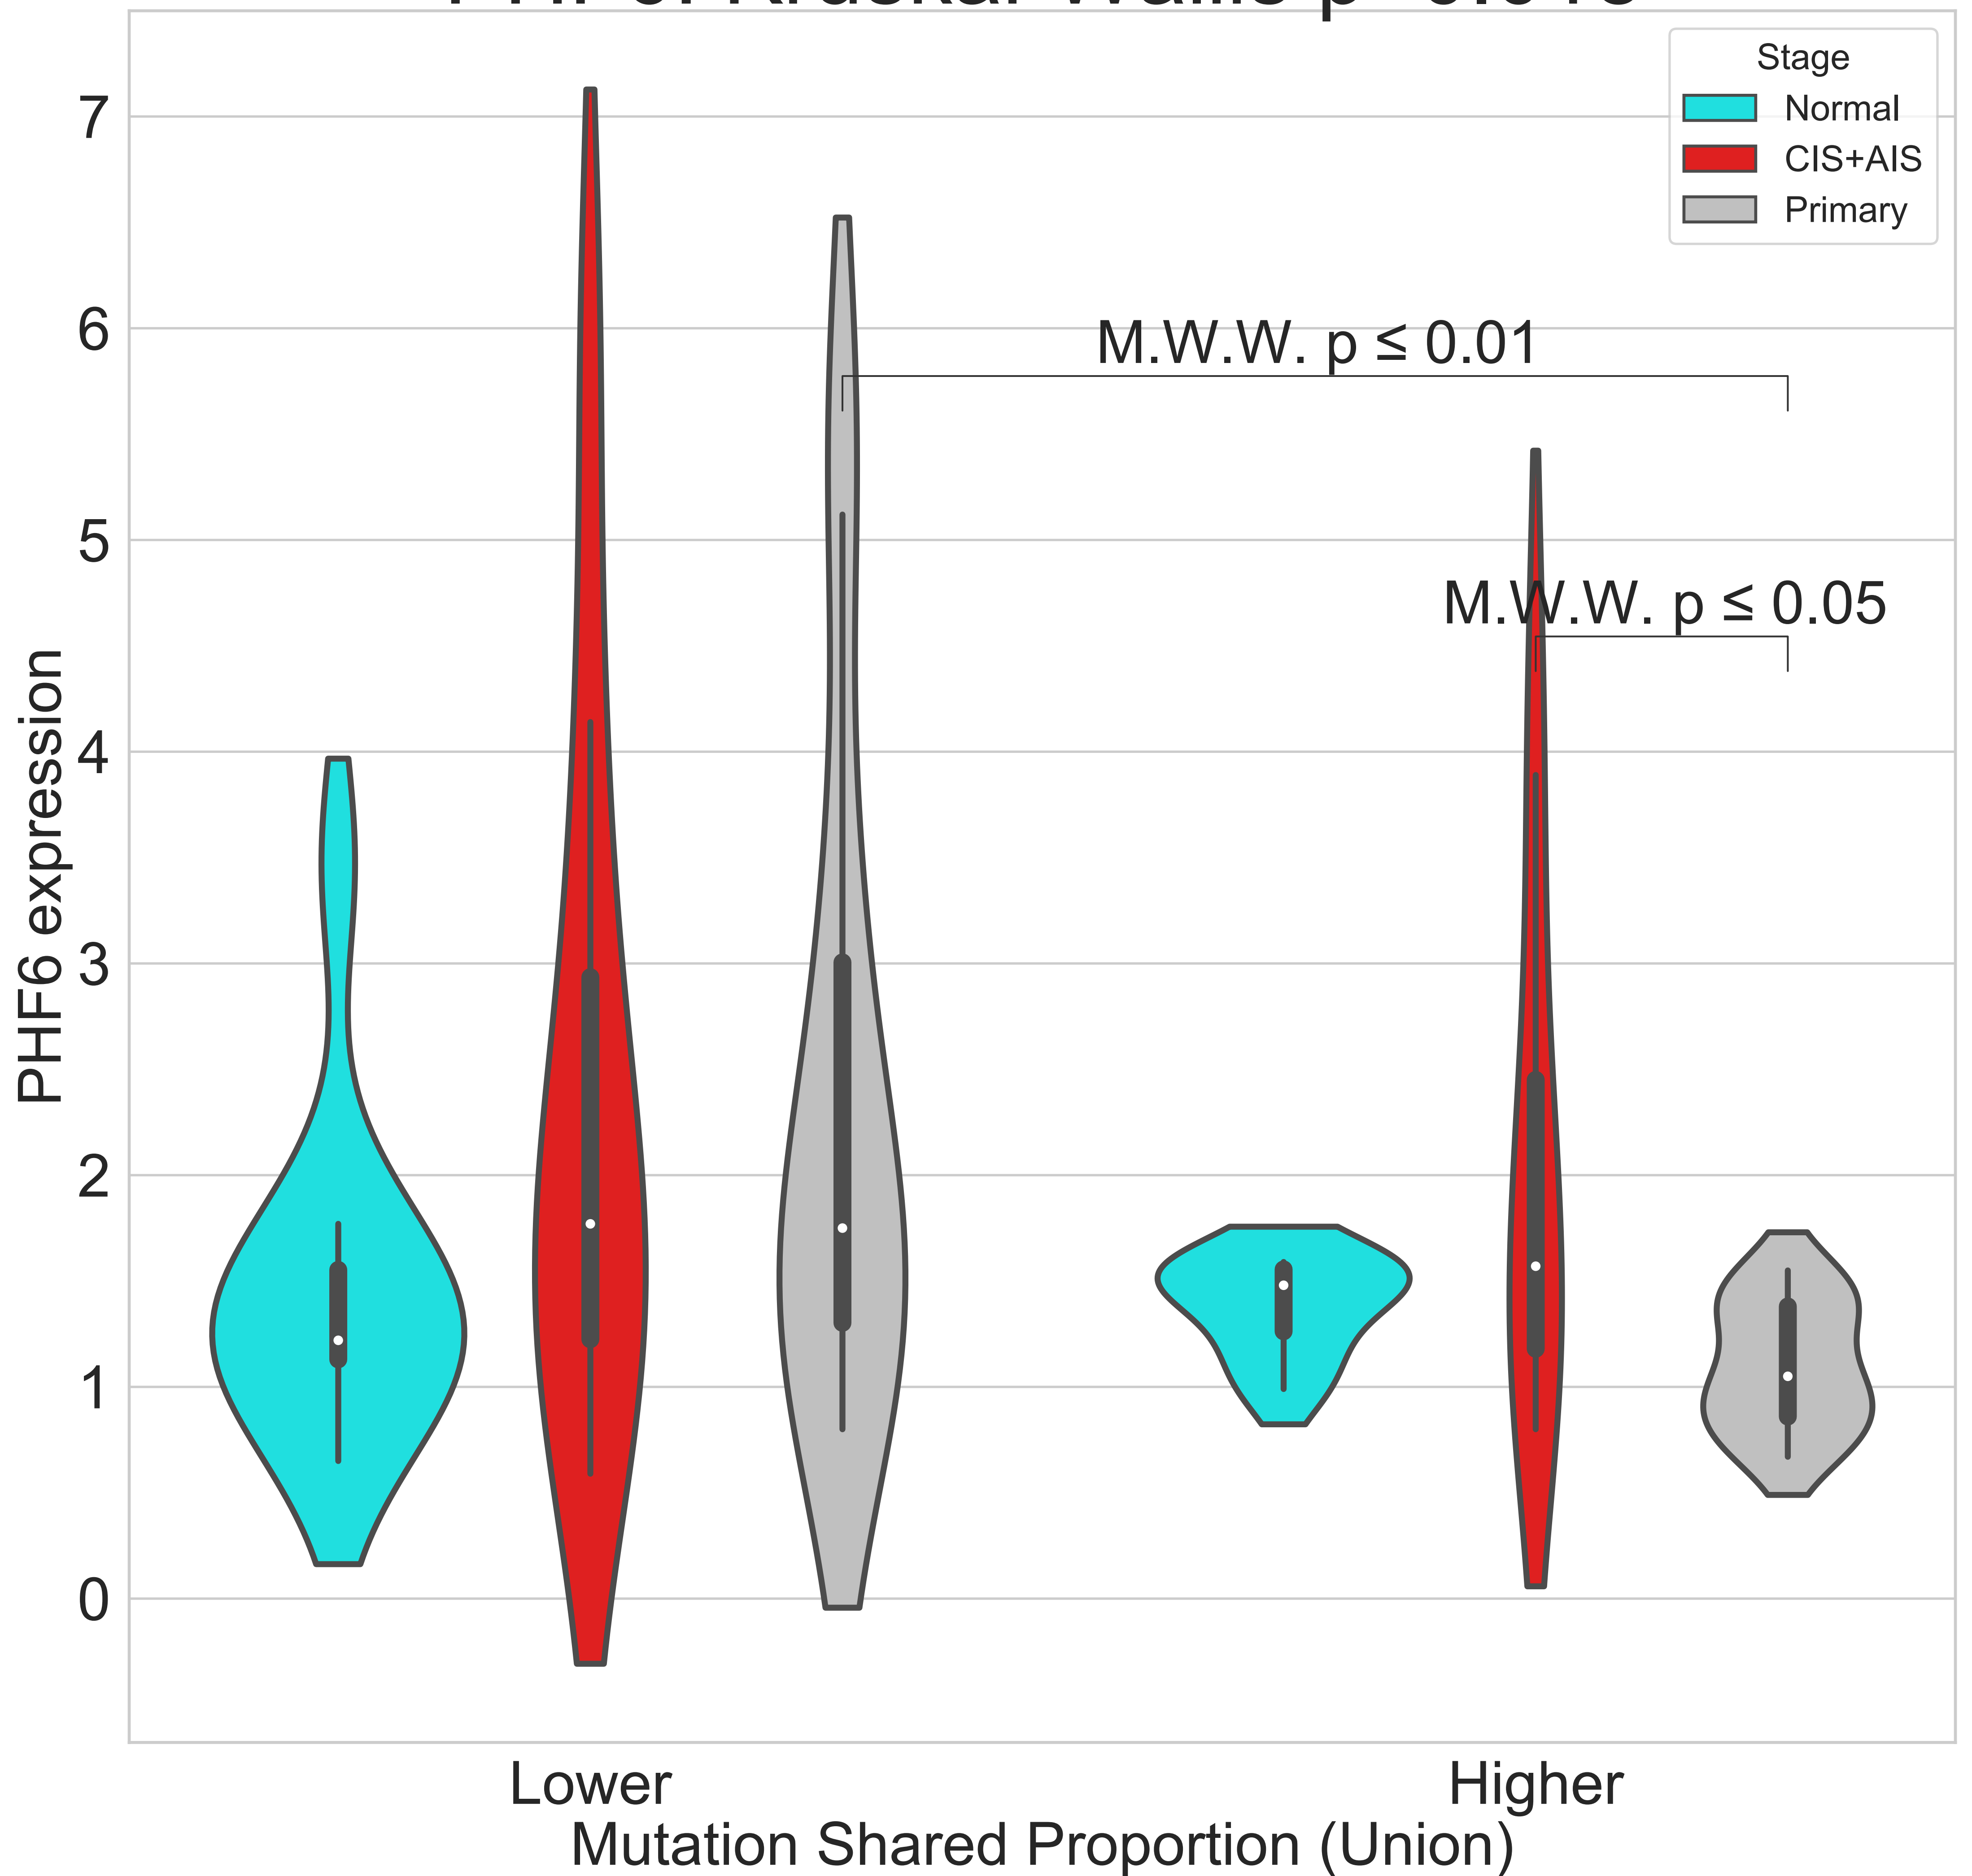 Stage
Normal
CIS+AIS
Primary
7
6
5
4
3
2
1
0
PHF6 expression
M.W.W. p ≤ 0.01
M.W.W. p ≤ 0.05
Lower
Higher
Mutation Shared Proportion (Union)